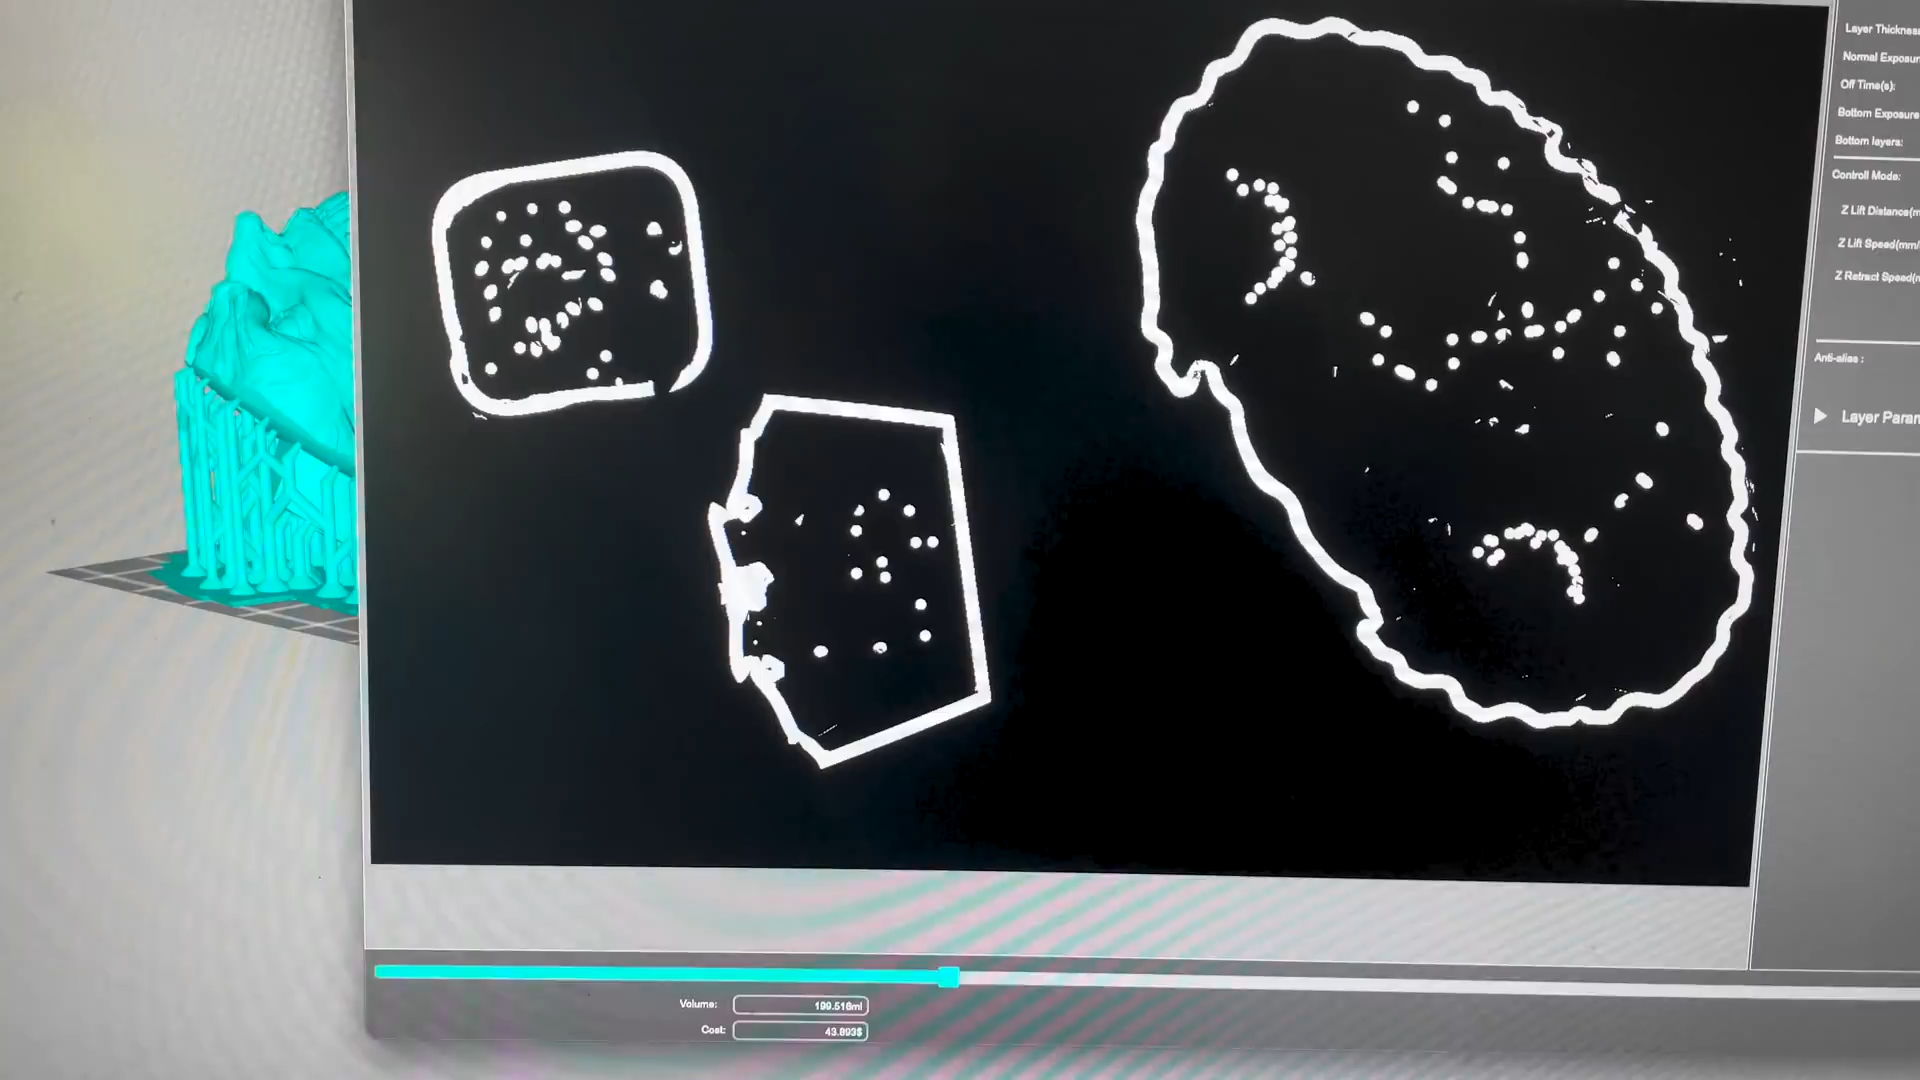 Layer Thickness
Normal Exposur
Off Time(s):
Bottom Exposure
Bottom layers:
Controll Mode:
Z Lift Distance(m
Z Lift Speed(mm/
Z Retract Speed(m
Anti-alias :
Layer Param
Volume: 199.516ml
Cost: 43.893$